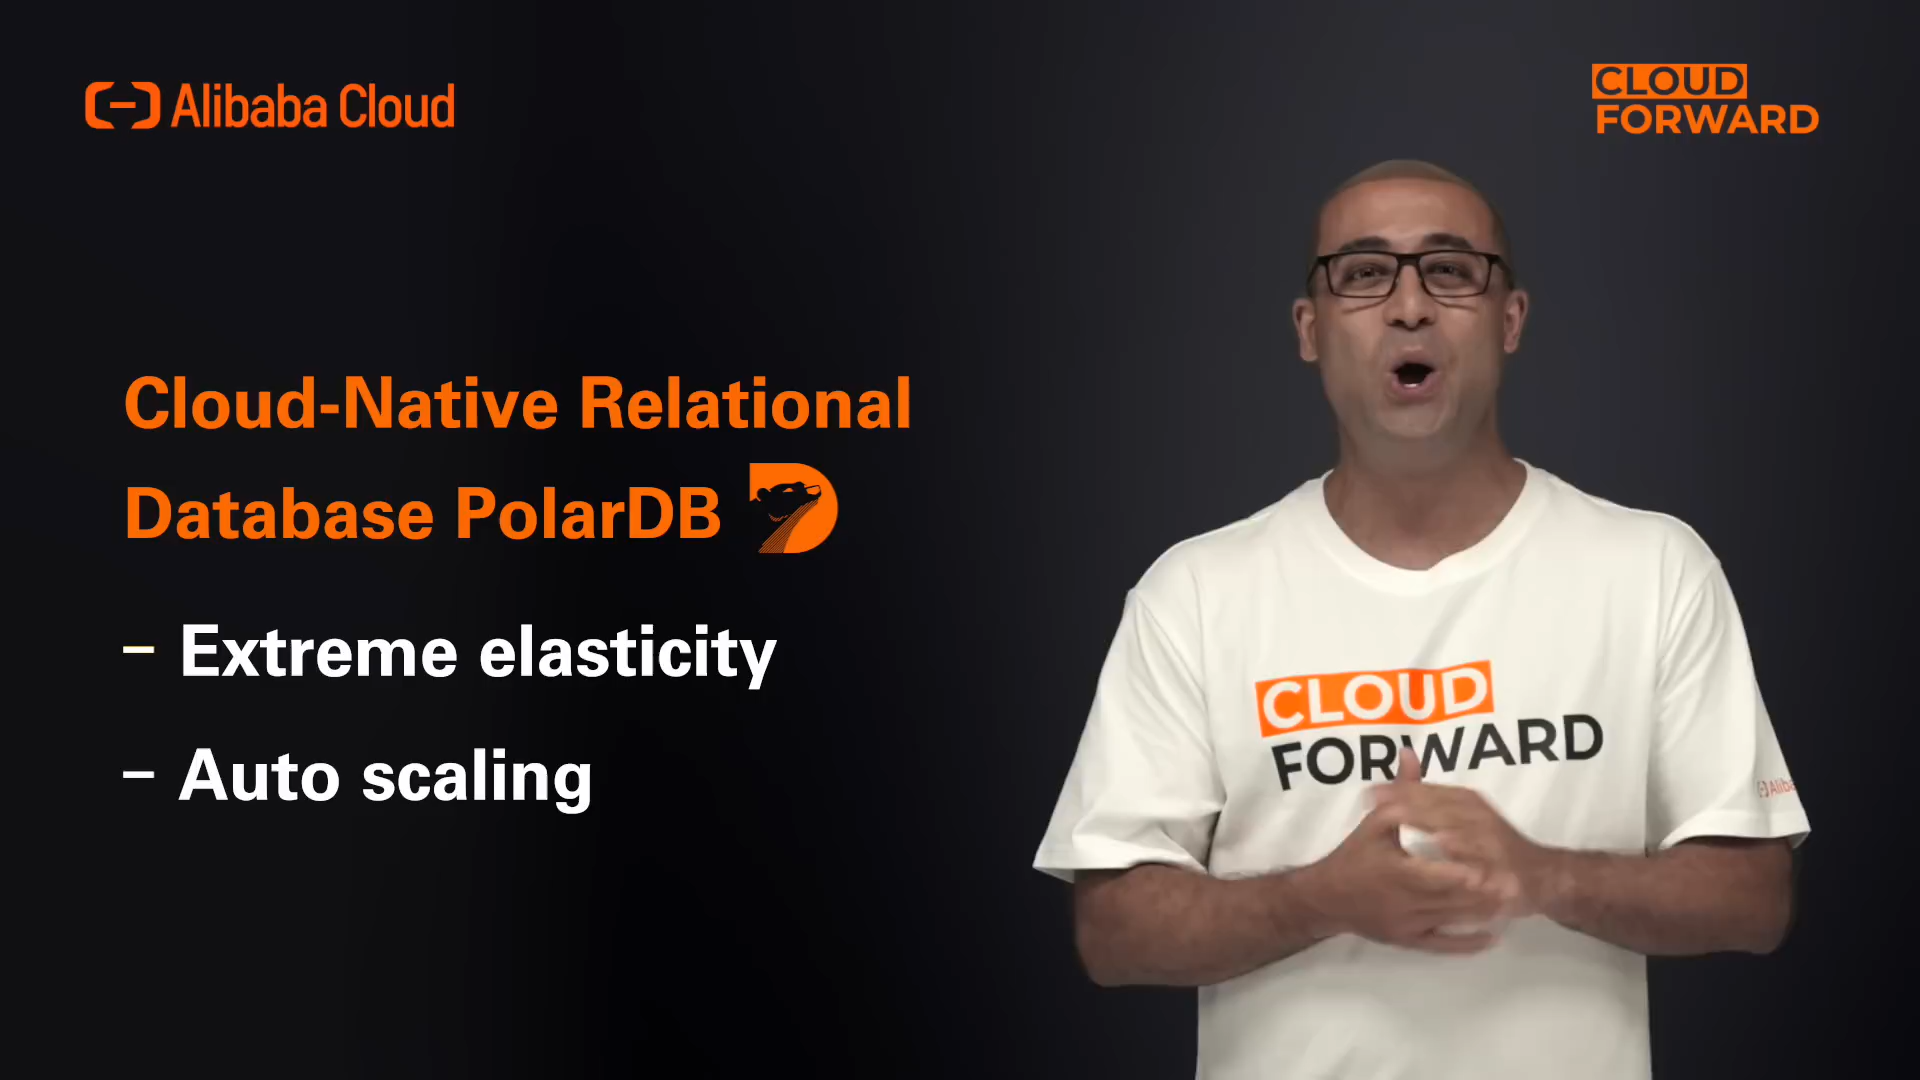 Alibaba Cloud
CLOUD
FORWARD
Cloud-Native Relational
Database PolarDB
– Extreme elasticity
– Auto scaling
CLOUD
FORWARD